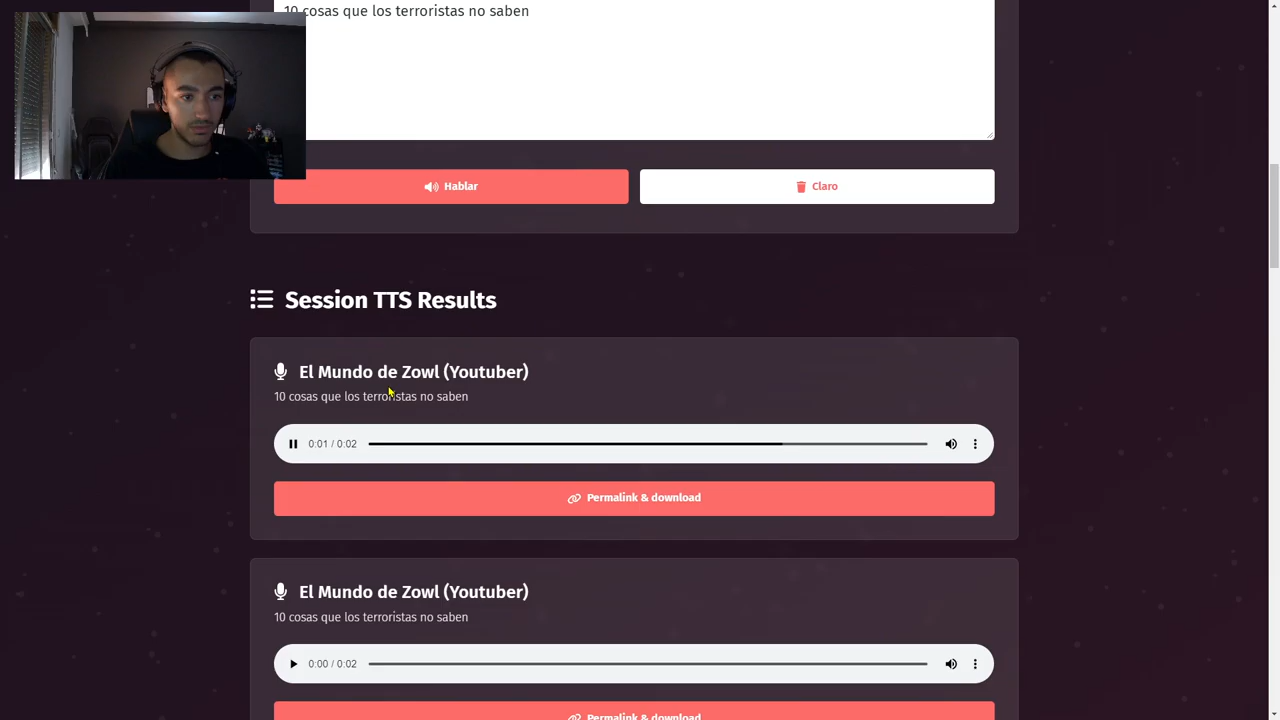 10 cosas que los terroristas no saben
Hablar
Claro
Session TTS Results
El Mundo de Zowl (Youtuber)
10 cosas que los terroristas no saben
0:01 / 0:02
Permalink & download
El Mundo de Zowl (Youtuber)
10 cosas que los terroristas no saben
0:00 / 0:02
Permalink & download